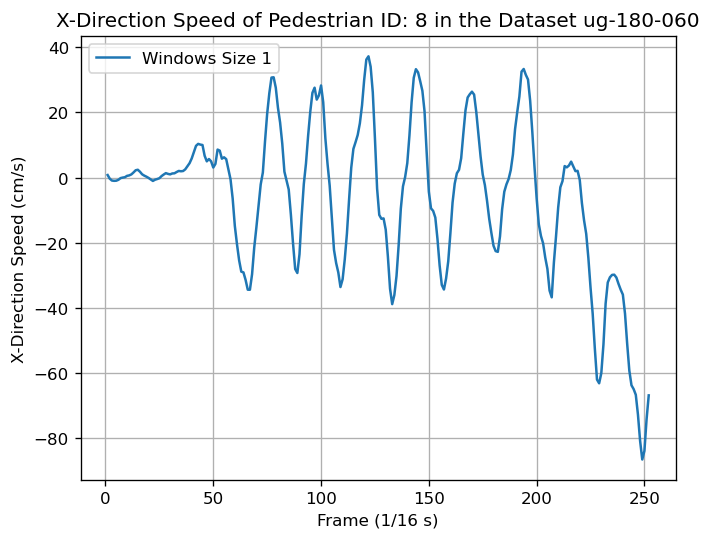 X-Direction Speed of Pedestrian ID: 8 in the Dataset ug-180-060
Windows Size 1
X-Direction Speed (cm/s)
40
20
0
−20
−40
−60
−80
0 50 100 150 200 250
Frame (1/16 s)